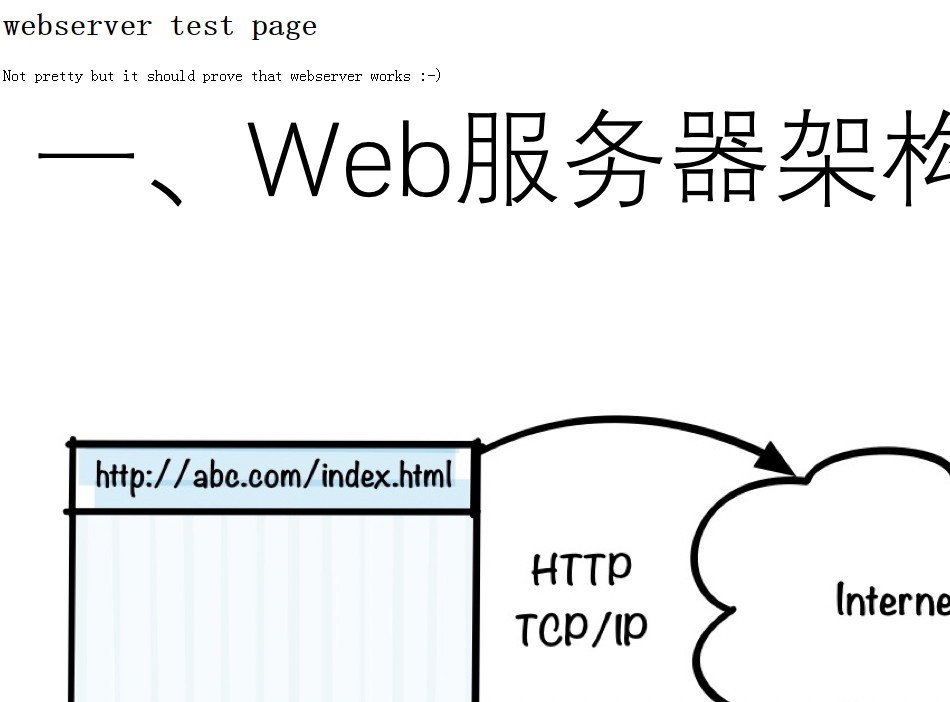 webserver test page
Not pretty but it should prove that webserver works :-)
一、Web服务器架构
http://abc.com/index.html
HTTP
TCP/IP
Interne